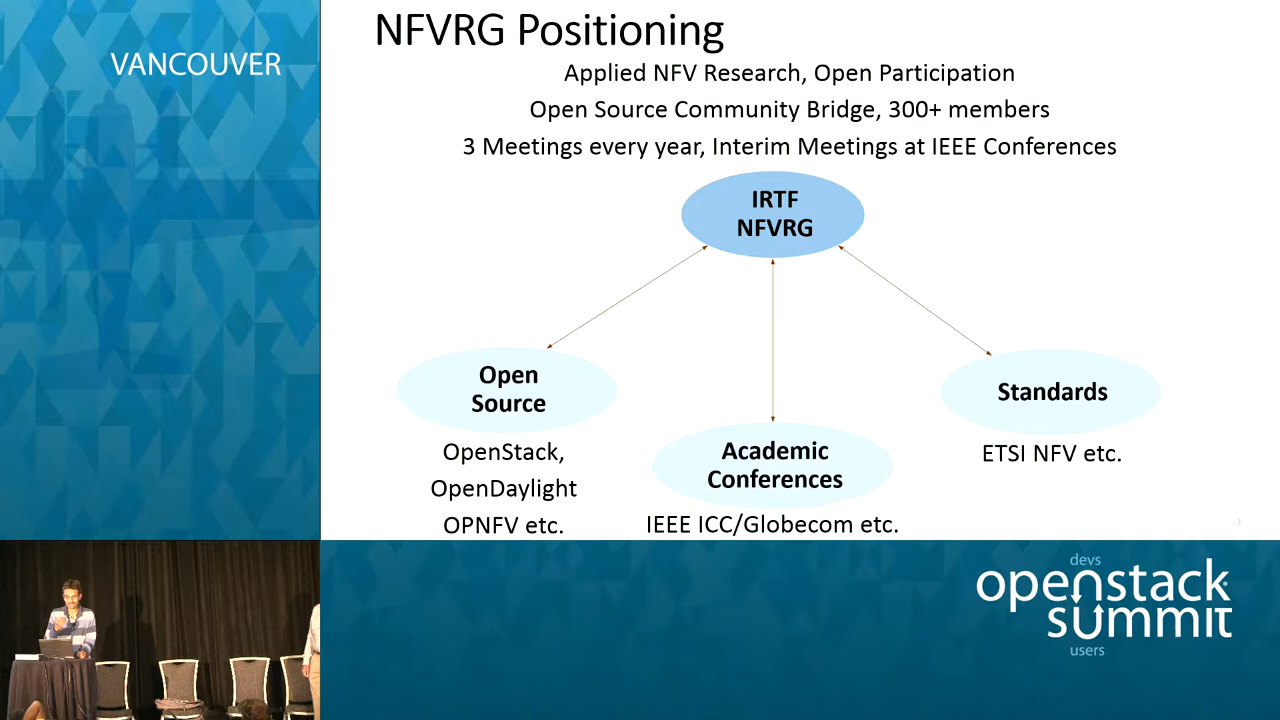 VANCOUVER
NFVRG Positioning
Applied NFV Research, Open Participation
Open Source Community Bridge, 300+ members
3 Meetings every year, Interim Meetings at IEEE Conferences
IRTF
NFVRG
Open
Source
OpenStack,
OpenDaylight
OPNFV etc.
Academic
Conferences
IEEE ICC/Globecom etc.
Standards
ETSI NFV etc.
devs
openstack
summit
users